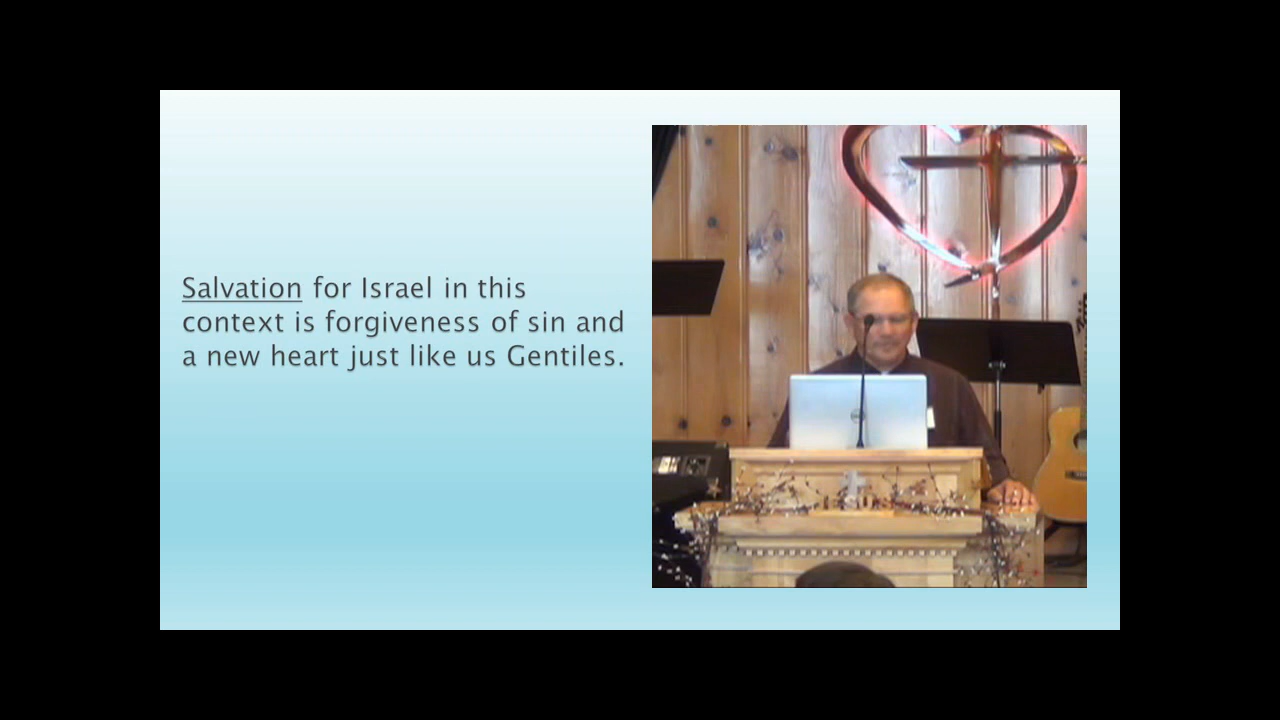 Salvation for Israel in this
context is forgiveness of sin and
a new heart just like us Gentiles.